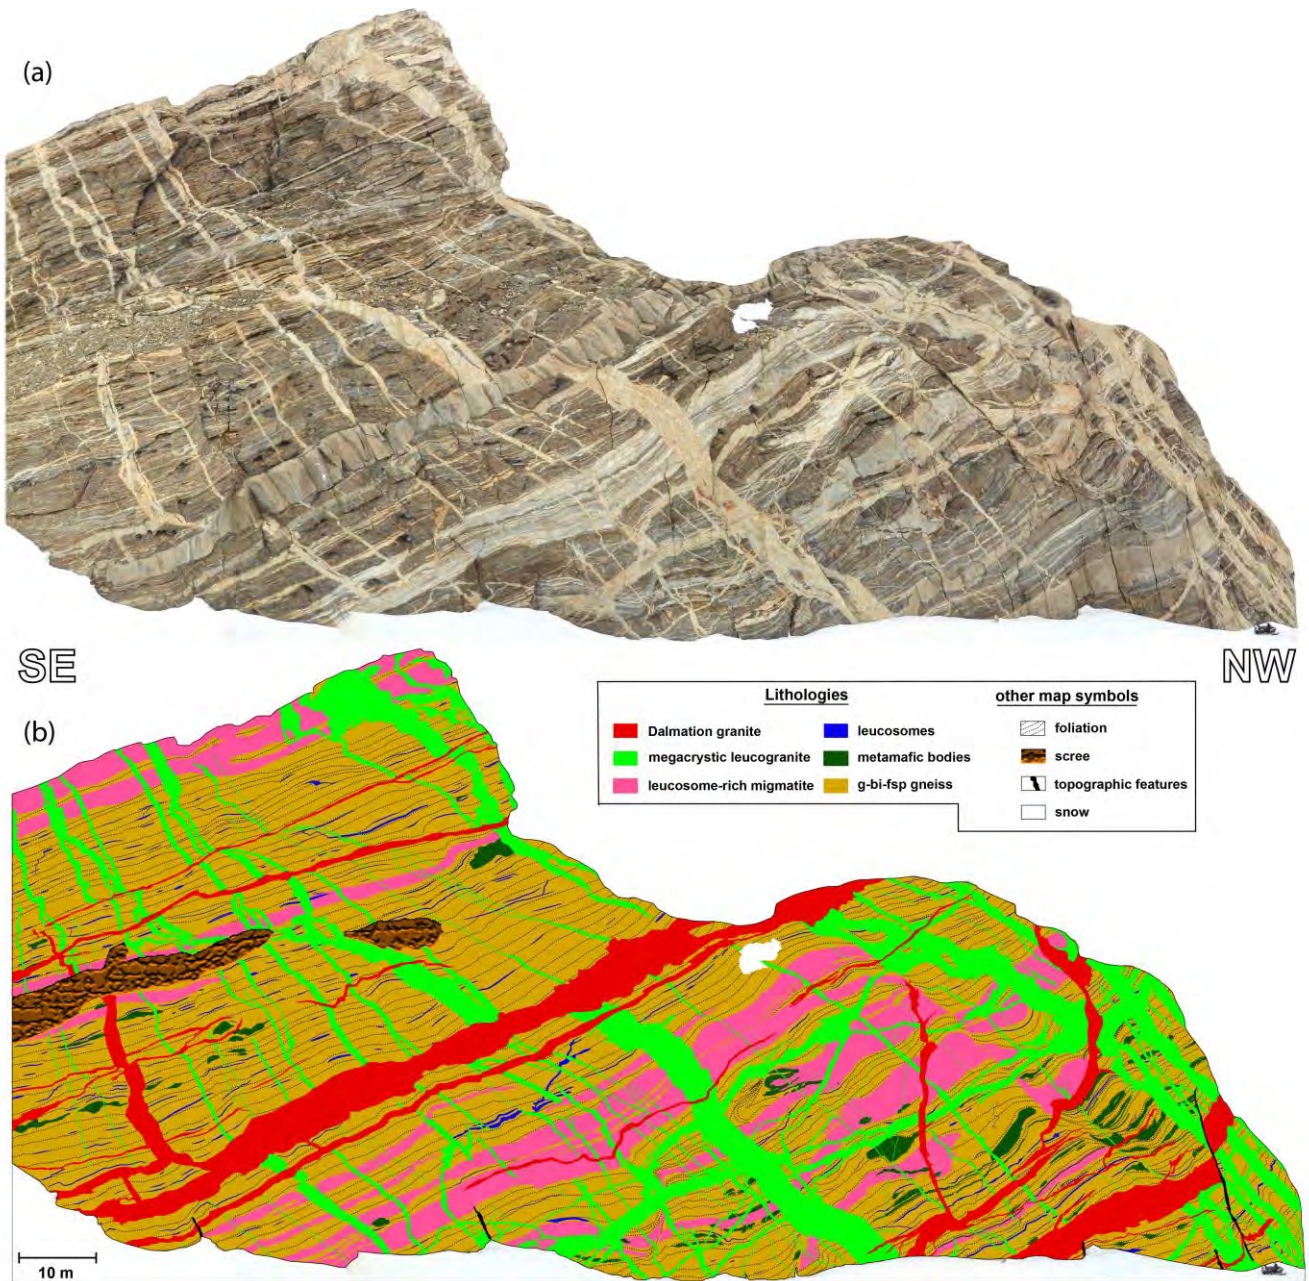 (a)
SE
NW
(b)
Lithologies
other map symbols
Dalmation granite
leucosomes
foliation
megacrystic leucogranite
metamafic bodies
scree
leucosome-rich migmatite
g-bi-fsp gneiss
topographic features
snow
10 m